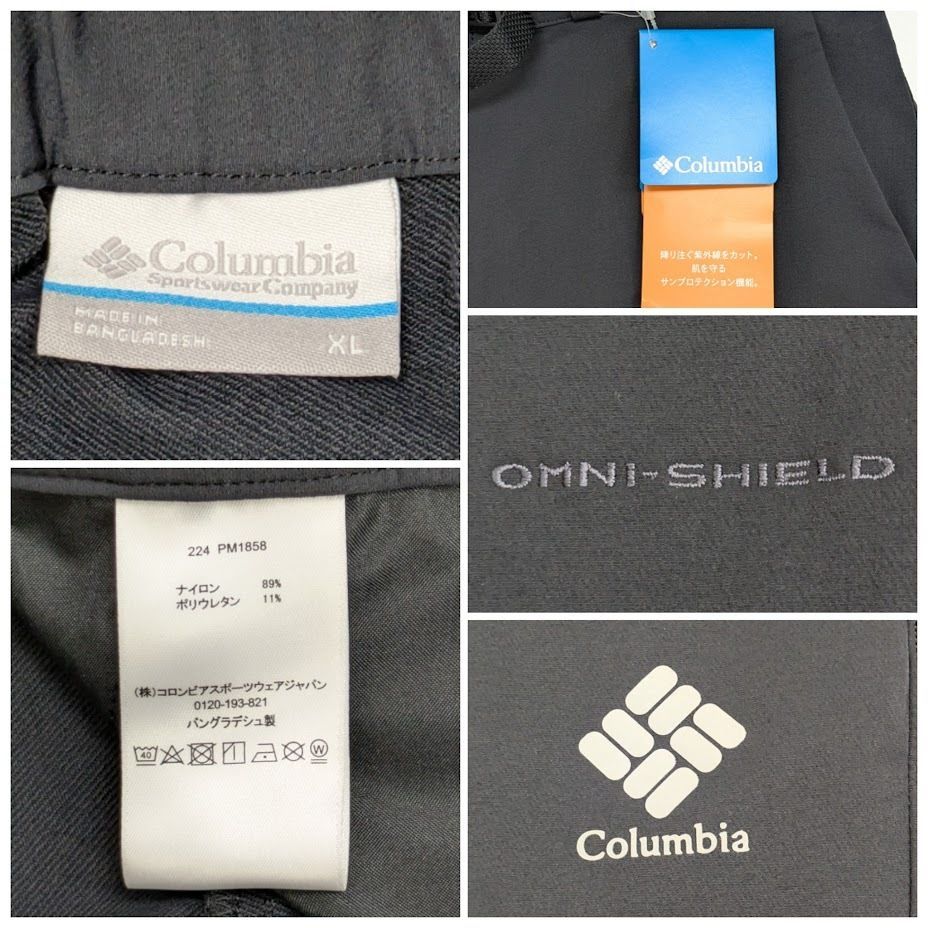 Columbia
Sportswear Company
MADE IN
BANGLADESH
XL
Columbia
降り注ぐ紫外線をカット。
肌を守る
サンプロテクション機能。
OMNI-SHIELD
224 PM1858
ナイロン 89%
ポリウレタン 11%
(株)コロンビアスポーツウェアジャパン
0120-193-821
バングラデシュ製
40
W
Columbia